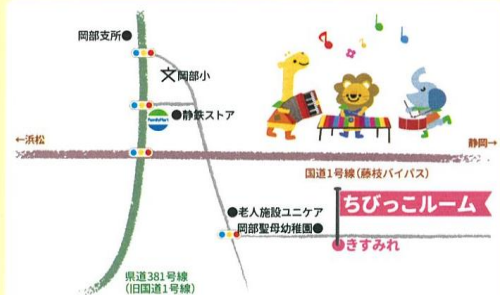 岡部支所
岡部小
静鉄ストア
FamilyMart
←浜松
静岡→
国道1号線(藤枝バイパス)
ちびっこルーム
老人施設ユニケア
岡部聖母幼稚園
きすみれ
県道381号線
(旧国道1号線)